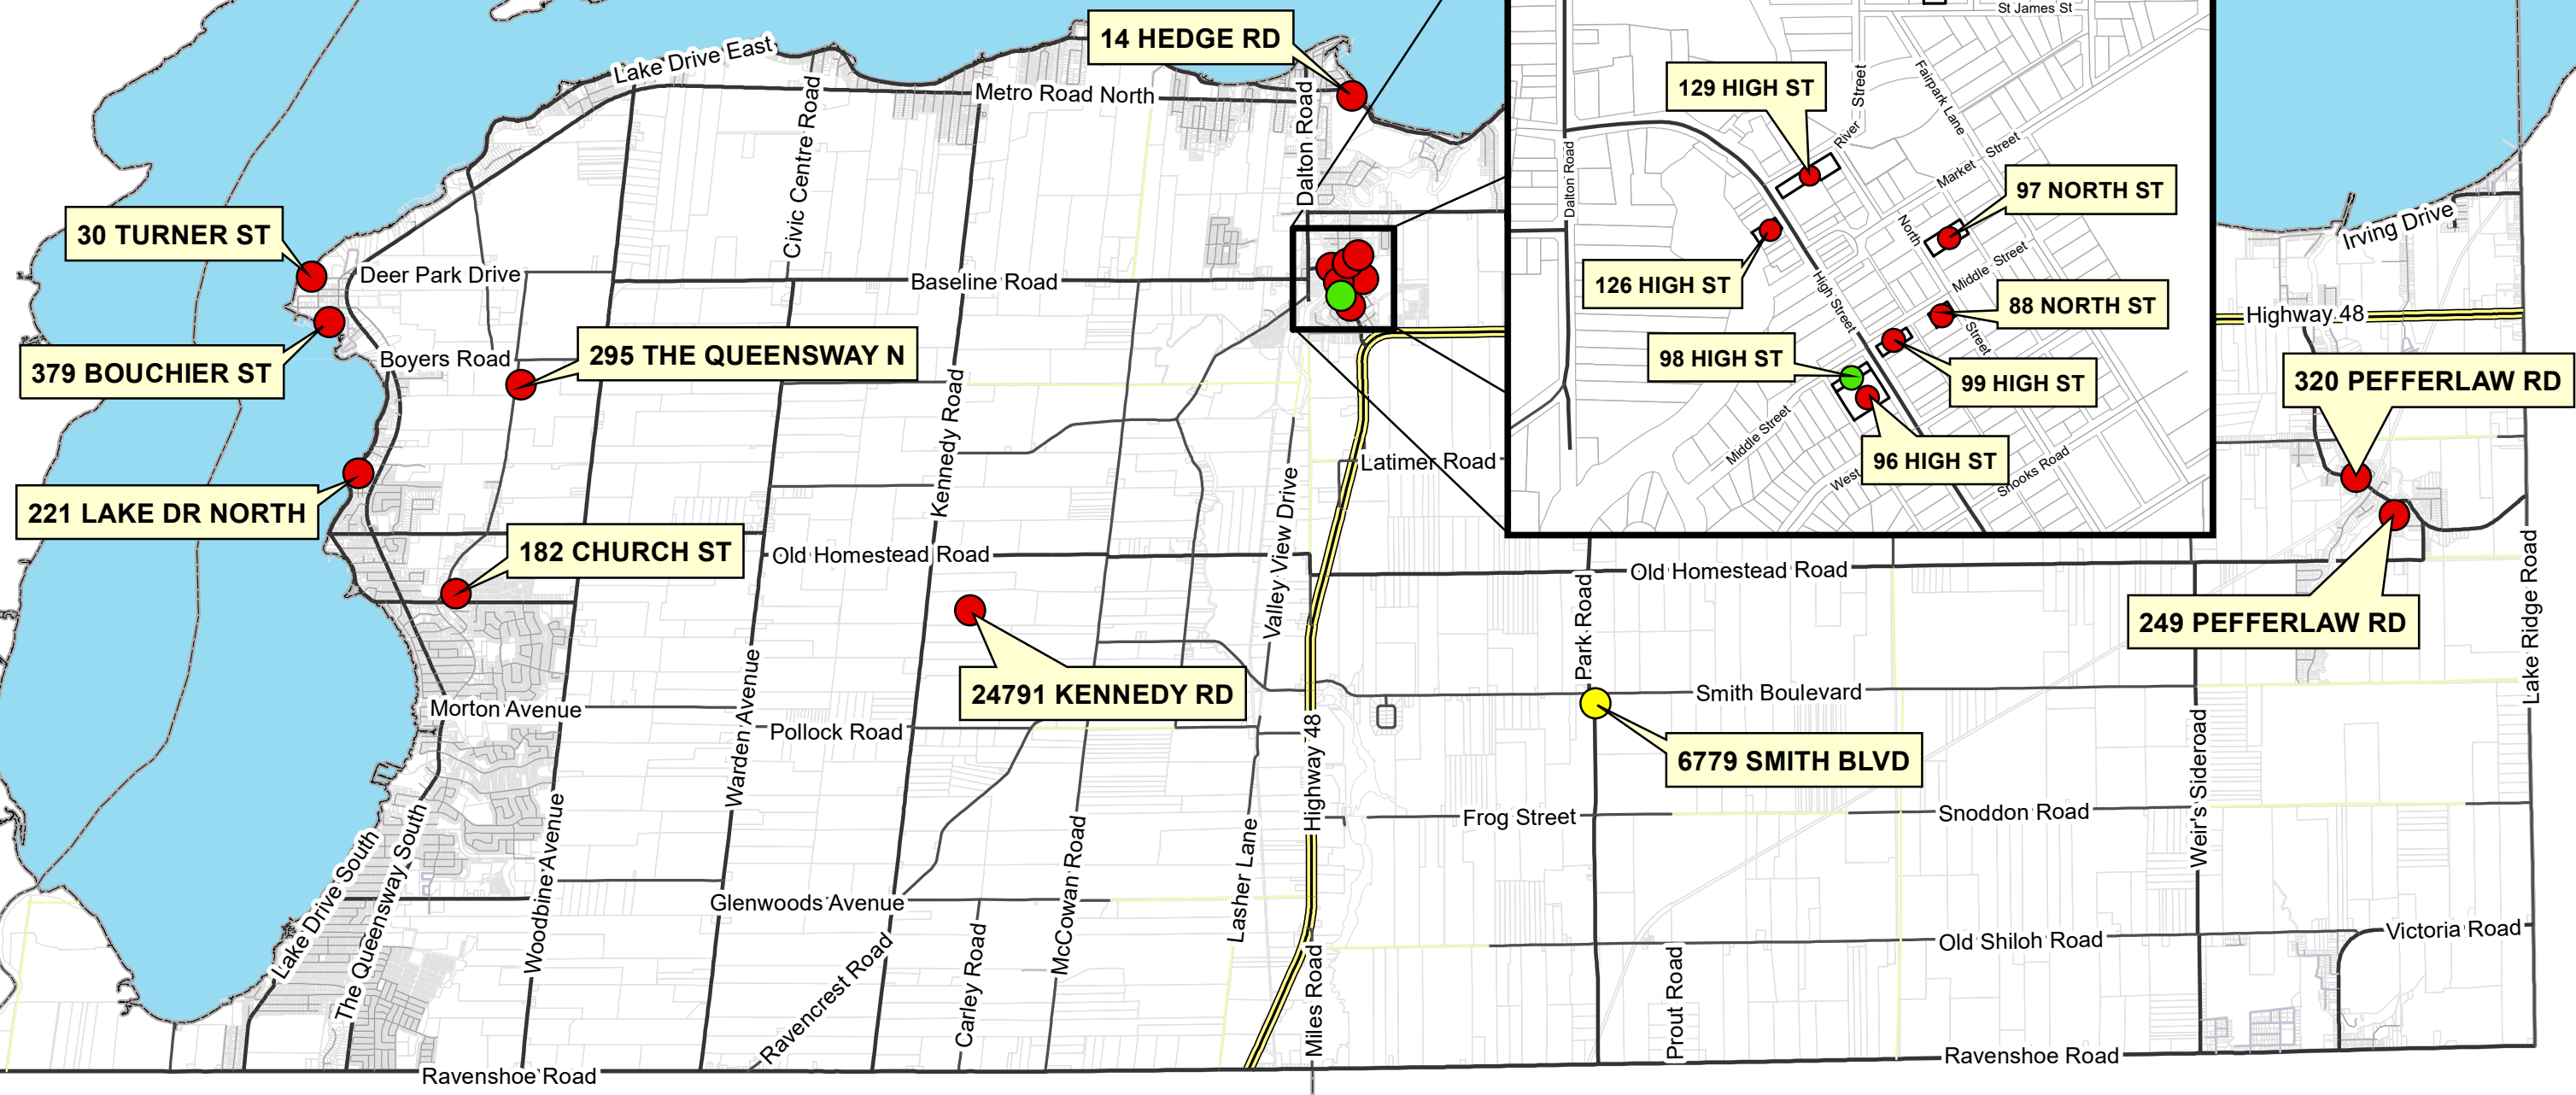 St James St
14 HEDGE RD
Lake Drive East
Metro Road North
Civic Centre Road
Dalton Road
129 HIGH ST
River Street
Fairpark Lane
Market Street
97 NORTH ST
Dalton Road
126 HIGH ST
North Street
Middle Street
High Street
88 NORTH ST
98 HIGH ST
99 HIGH ST
Middle Street
96 HIGH ST
West
Snooks Road
Irving Drive
30 TURNER ST
Deer Park Drive
Baseline Road
Highway 48
379 BOUCHIER ST
Boyers Road
295 THE QUEENSWAY N
320 PEFFERLAW RD
Kennedy Road
Latimer Road
221 LAKE DR NORTH
182 CHURCH ST
Old Homestead Road
Valley View Drive
Old Homestead Road
Park Road
249 PEFFERLAW RD
Lake Ridge Road
24791 KENNEDY RD
Smith Boulevard
Morton Avenue
Warden Avenue
Pollock Road
Highway 48
6779 SMITH BLVD
Weir's Sideroad
Frog Street
Snoddon Road
Lake Drive South
The Queensway South
Woodbine Avenue
Glenwoods Avenue
McCowan Road
Lasher Lane
Ravencrest Road
Carley Road
Miles Road
Prout Road
Old Shiloh Road
Victoria Road
Ravenshoe Road
Ravenshoe Road